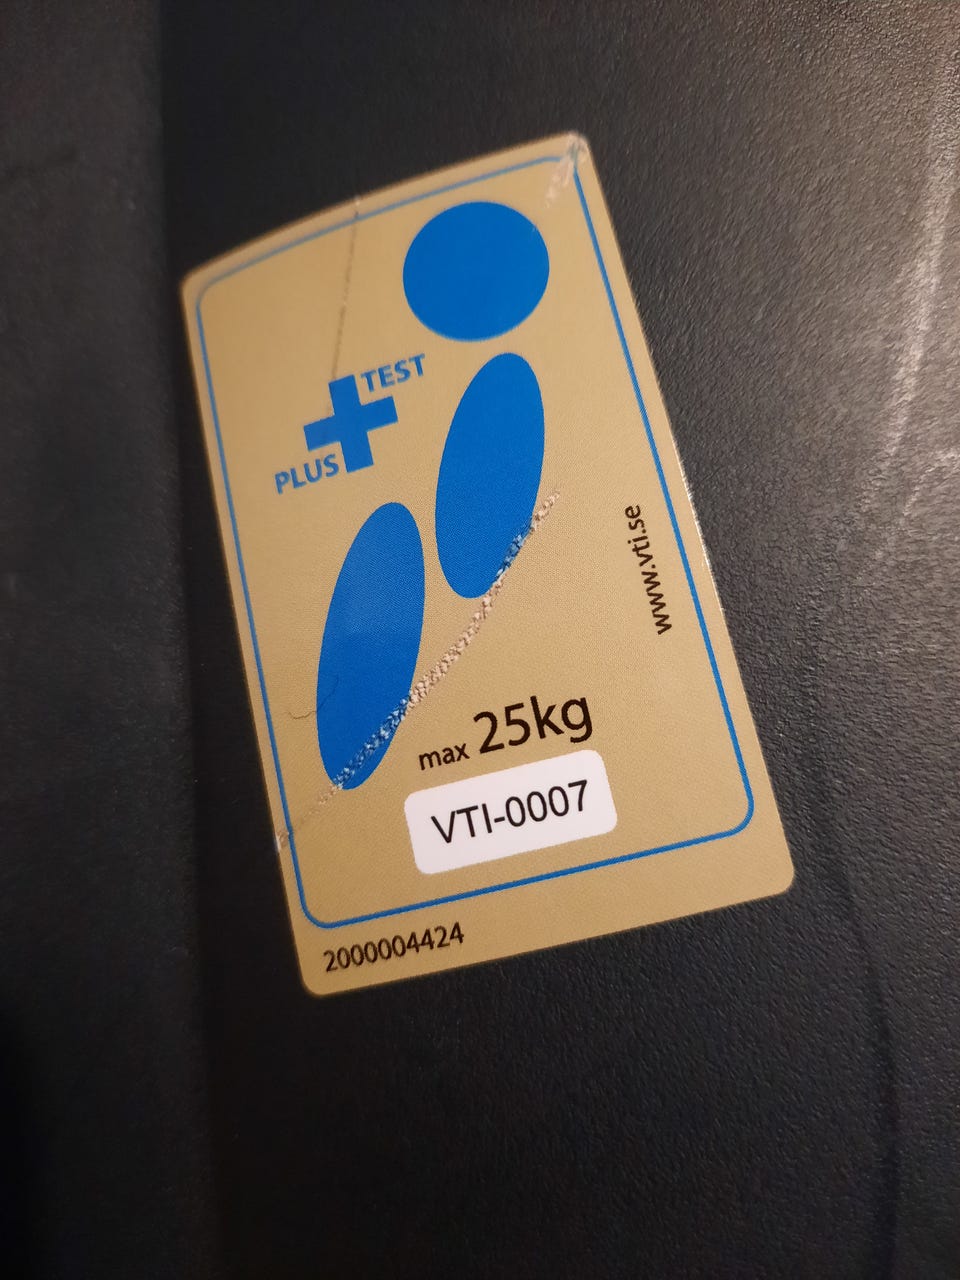 TEST
PLUS
www.vti.se
max 25kg
VTI-0007
2000004424